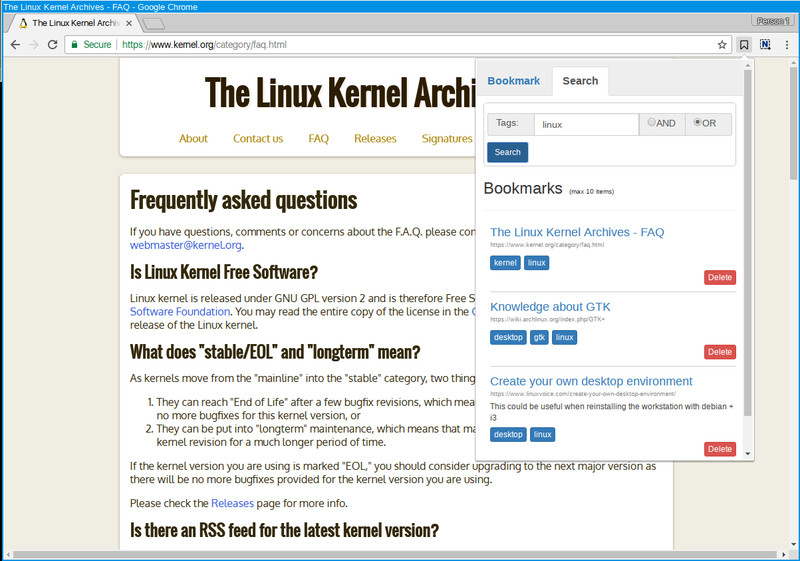 The Linux Kernel Archives - FAQ - Google Chrome
The Linux Kernel Archiv
Person 1
Secure https://www.kernel.org/category/faq.html
The Linux Kernel Archi
About Contact us FAQ Releases Signatures
Frequently asked questions
If you have questions, comments or concerns about the F.A.Q. please con
webmaster@kernel.org.
Is Linux Kernel Free Software?
Linux kernel is released under GNU GPL version 2 and is therefore Free S
Software Foundation. You may read the entire copy of the license in the
release of the Linux kernel.
What does "stable/EOL" and "longterm" mean?
As kernels move from the "mainline" into the "stable" category, two thing
1. They can reach "End of Life" after a few bugfix revisions, which mea
no more bugfixes for this kernel version, or
2. They can be put into "longterm" maintenance, which means that ma
kernel revision for a much longer period of time.
If the kernel version you are using is marked "EOL," you should consider upgrading to the next major version as
there will be no more bugfixes provided for the kernel version you are using.
Please check the Releases page for more info.
Is there an RSS feed for the latest kernel version?
Bookmark Search
Tags: linux AND OR
Search
Bookmarks (max 10 items)
The Linux Kernel Archives - FAQ
https://www.kernel.org/category/faq.html
kernel linux
Delete
Knowledge about GTK
https://wiki.archlinux.org/index.php/GTK+
desktop gtk linux
Delete
Create your own desktop environment
https://www.linuxvoice.com/create-your-own-desktop-environment/
This could be useful when reinstalling the workstation with debian +
i3
desktop linux
Delete